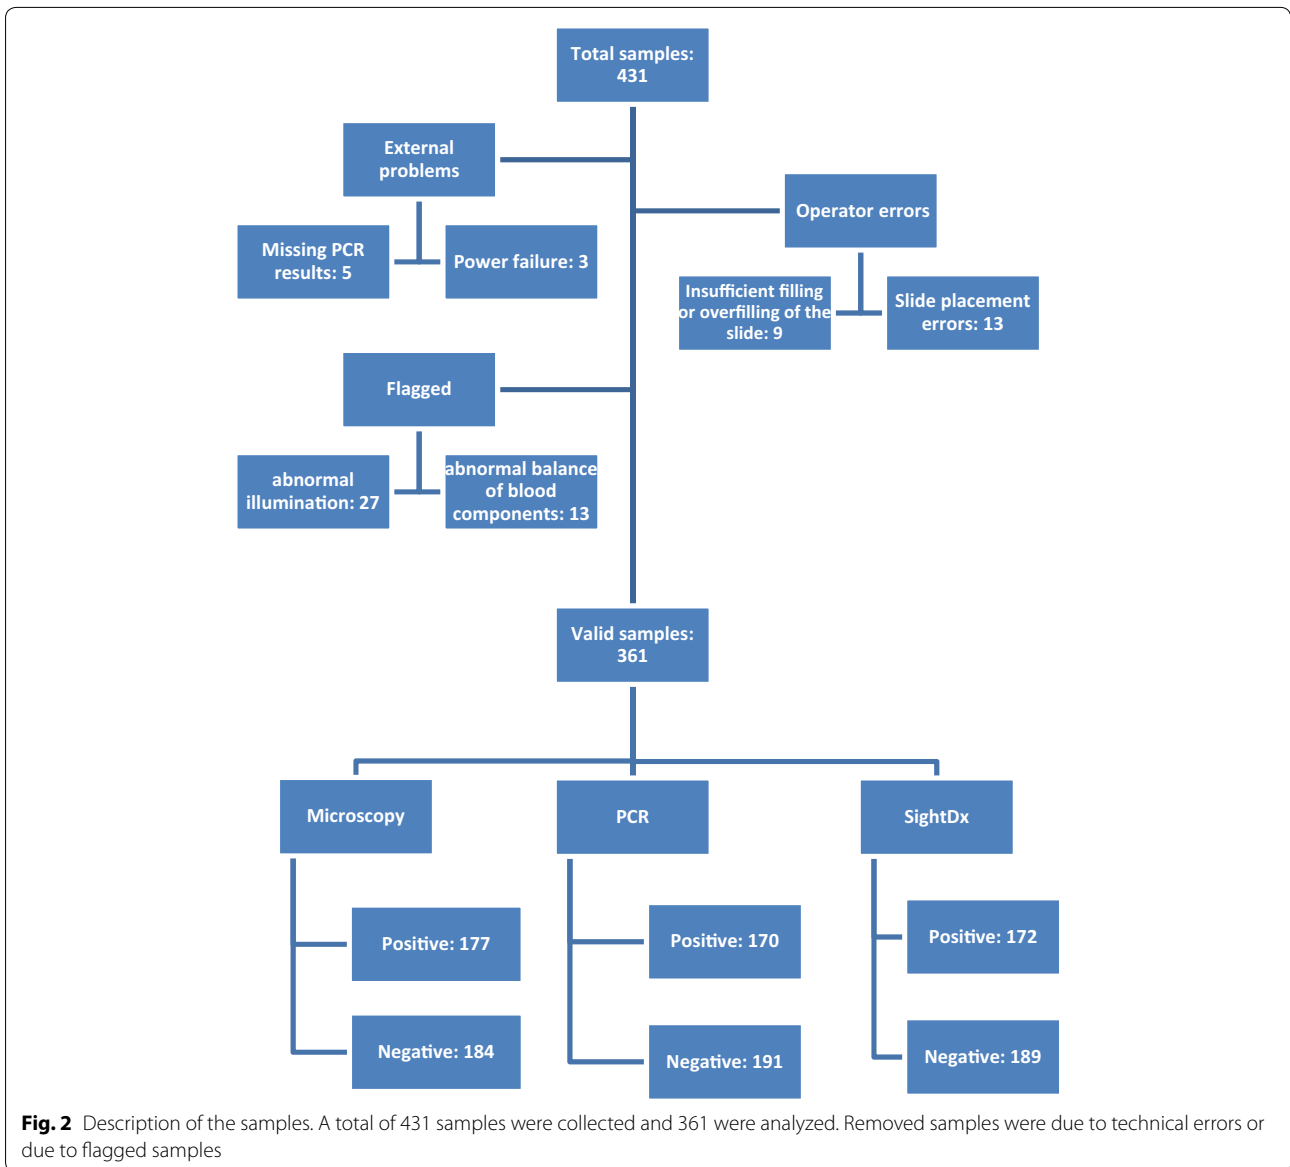 Total samples:
431
External
problems
Operator errors
Missing PCR
results: 5
Power failure: 3
Insufficient filling
or overfilling of the
slide: 9
Slide placement
errors: 13
Flagged
abnormal
illumination: 27
abnormal balance
of blood
components: 13
Valid samples:
361
Microscopy
PCR
SightDx
Positive: 177
Positive: 170
Positive: 172
Negative: 184
Negative: 191
Negative: 189
Fig. 2 Description of the samples. A total of 431 samples were collected and 361 were analyzed. Removed samples were due to technical errors or
due to flagged samples